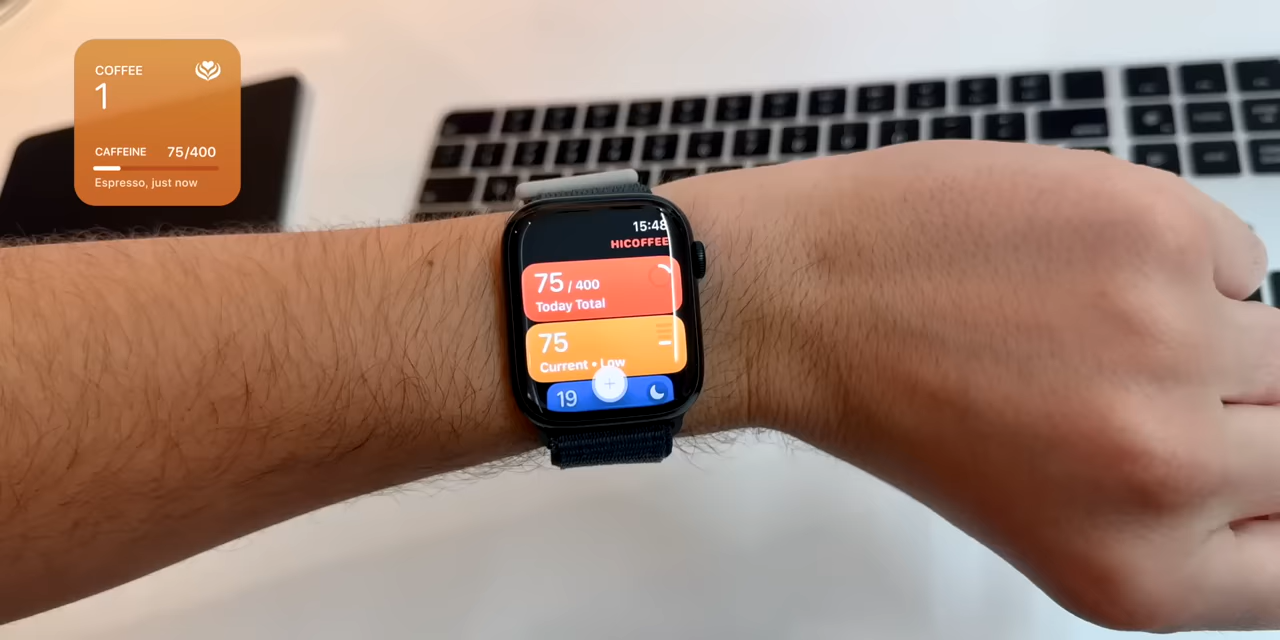 COFFEE
1
CAFFEINE 75/400
Espresso, just now
15:48
HICOFFEE
75 / 400
Today Total
75
Current • Low
19